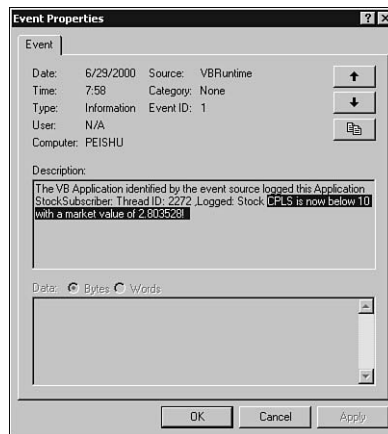 Event Properties
Event
Date: 6/29/2000 Source: VBRuntime
Time: 7:58 Category: None
Type: Information Event ID: 1
User: N/A
Computer: PEISHU
Description:
The VB Application identified by the event source logged this Application
StockSubscriber: Thread ID: 2272 ,Logged: Stock CPLS is now below 10
with a market value of 2.803528!
Data: Bytes Words
OK Cancel Apply